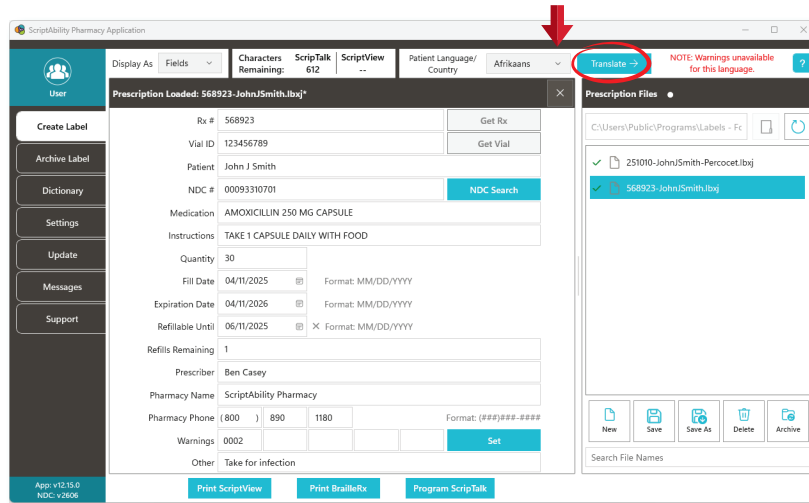 ScriptAbility Pharmacy Application
User
Display As Fields
Characters Remaining: ScripTalk 612 ScriptView --
Patient Language/ Country Afrikaans
Translate →
NOTE: Warnings unavailable for this language.
?
Create Label
Archive Label
Dictionary
Settings
Update
Messages
Support
App: v12.15.0
NDC: v2606
Prescription Loaded: 568923-JohnJSmith.lbxj*
Rx # 568923 Get Rx
Vial ID 123456789 Get Vial
Patient John J Smith
NDC # 00093310701 NDC Search
Medication AMOXICILLIN 250 MG CAPSULE
Instructions TAKE 1 CAPSULE DAILY WITH FOOD
Quantity 30
Fill Date 04/11/2025 Format: MM/DD/YYYY
Expiration Date 04/11/2026 Format: MM/DD/YYYY
Refillable Until 06/11/2025 Format: MM/DD/YYYY
Refills Remaining 1
Prescriber Ben Casey
Pharmacy Name ScriptAbility Pharmacy
Pharmacy Phone (800) 890 1180 Format: (###)###-####
Warnings 0002 Set
Other Take for infection
Print ScriptView
Print BrailleRx
Program ScripTalk
Prescription Files
C:\Users\Public\Programs\Labels - Fc
251010-JohnJSmith-Percocet.lbxj
568923-JohnJSmith.lbxj
New
Save
Save As
Delete
Archive
Search File Names